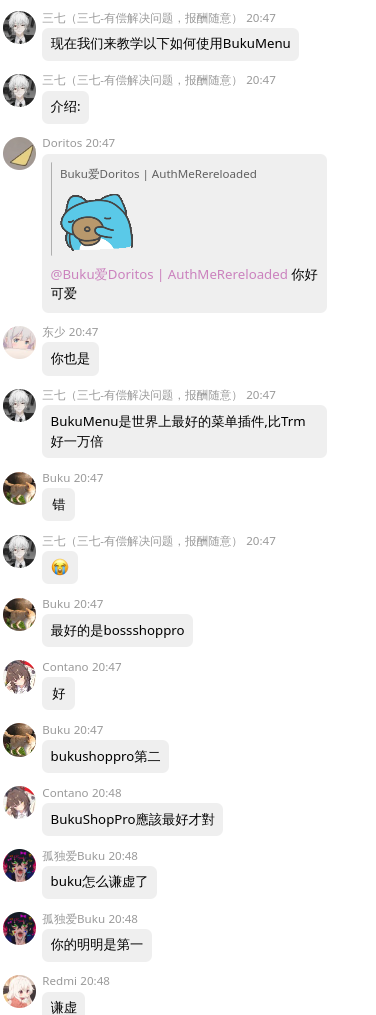 三七（三七-有偿解决问题，报酬随意） 20:47
现在我们来教学以下如何使用BukuMenu
三七（三七-有偿解决问题，报酬随意） 20:47
介绍:
Doritos 20:47
Buku爱Doritos | AuthMeRereloaded
@Buku爱Doritos | AuthMeRereloaded 你好
可爱
东少 20:47
你也是
三七（三七-有偿解决问题，报酬随意） 20:47
BukuMenu是世界上最好的菜单插件,比Trm
好一万倍
Buku 20:47
错
三七（三七-有偿解决问题，报酬随意） 20:47
😭
Buku 20:47
最好的是bossshoppro
Contano 20:47
好
Buku 20:47
bukushoppro第二
Contano 20:48
BukuShopPro應該最好才對
孤独爱Buku 20:48
buku怎么谦虚了
孤独爱Buku 20:48
你的明明是第一
Redmi 20:48
谦虚